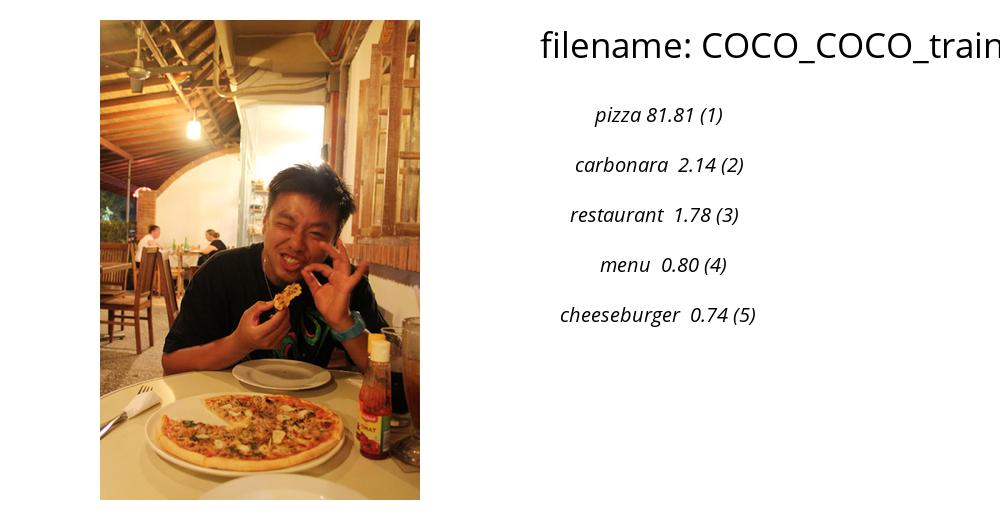 filename: COCO_COCO_train
pizza 81.81 (1)
carbonara 2.14 (2)
restaurant 1.78 (3)
menu 0.80 (4)
cheeseburger 0.74 (5)